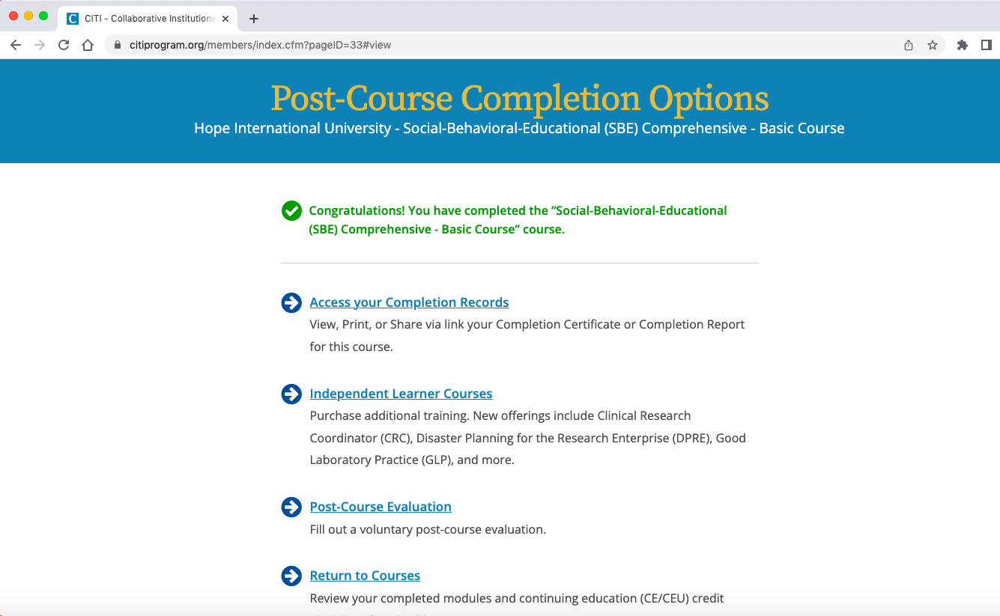 CITI - Collaborative Institutiona
citiprogram.org/members/index.cfm?pageID=33#view
Post-Course Completion Options
Hope International University - Social-Behavioral-Educational (SBE) Comprehensive - Basic Course
Congratulations! You have completed the “Social-Behavioral-Educational
(SBE) Comprehensive - Basic Course” course.
Access your Completion Records
View, Print, or Share via link your Completion Certificate or Completion Report
for this course.
Independent Learner Courses
Purchase additional training. New offerings include Clinical Research
Coordinator (CRC), Disaster Planning for the Research Enterprise (DPRE), Good
Laboratory Practice (GLP), and more.
Post-Course Evaluation
Fill out a voluntary post-course evaluation.
Return to Courses
Review your completed modules and continuing education (CE/CEU) credit